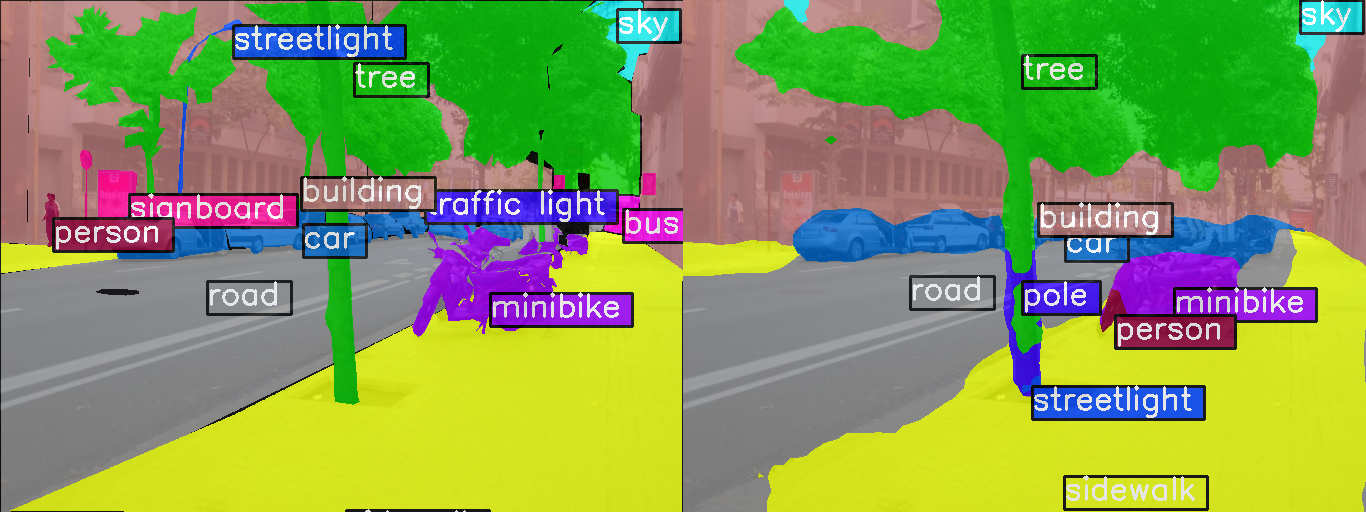 streetlight
sky
tree
building
signboard
raffic light
person
car
bus
road
minibike
sky
tree
building
car
road
pole
minibike
person
streetlight
sidewalk